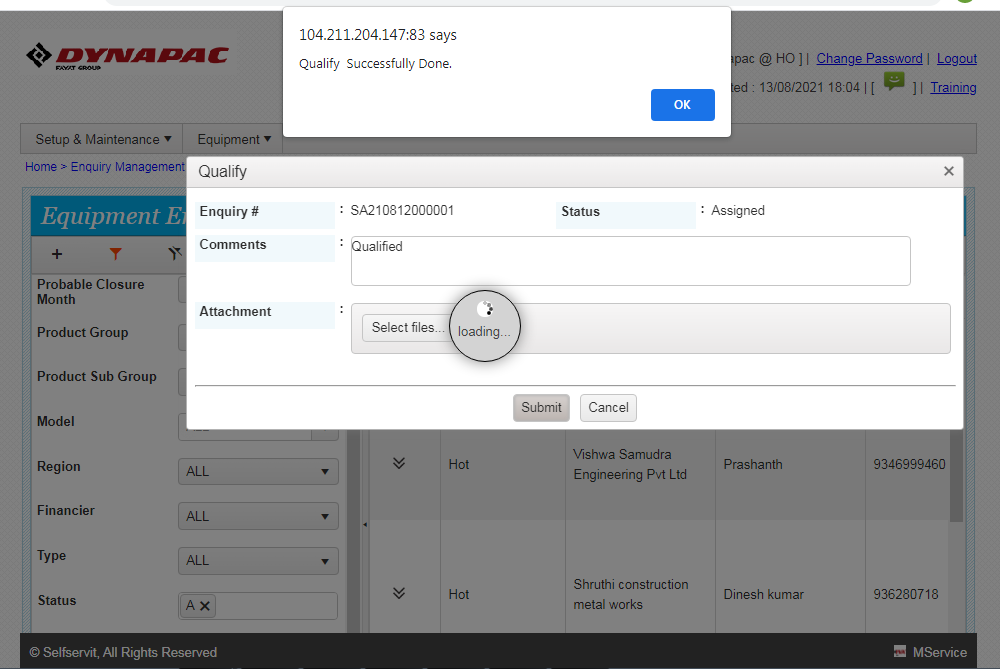 104.211.204.147:83 says
Qualify Successfully Done.
OK
DYNAPAC
FAYAT GROUP
apac @ HO ] | Change Password | Logout
ted : 13/08/2021 18:04 | [ ] | Training
Setup & Maintenance Equipment
Home > Enquiry Management
Qualify
Enquiry # : SA210812000001 Status : Assigned
Equipment E
Comments : Qualified
Probable Closure
Month
Attachment : Select files... loading...
Product Group
Product Sub Group
Submit Cancel
Model
Region ALL
Hot Vishwa Samudra Engineering Pvt Ltd Prashanth 9346999460
Financier ALL
Type ALL
Status A
Hot Shruthi construction metal works Dinesh kumar 936280718
© Selfservit, All Rights Reserved MService